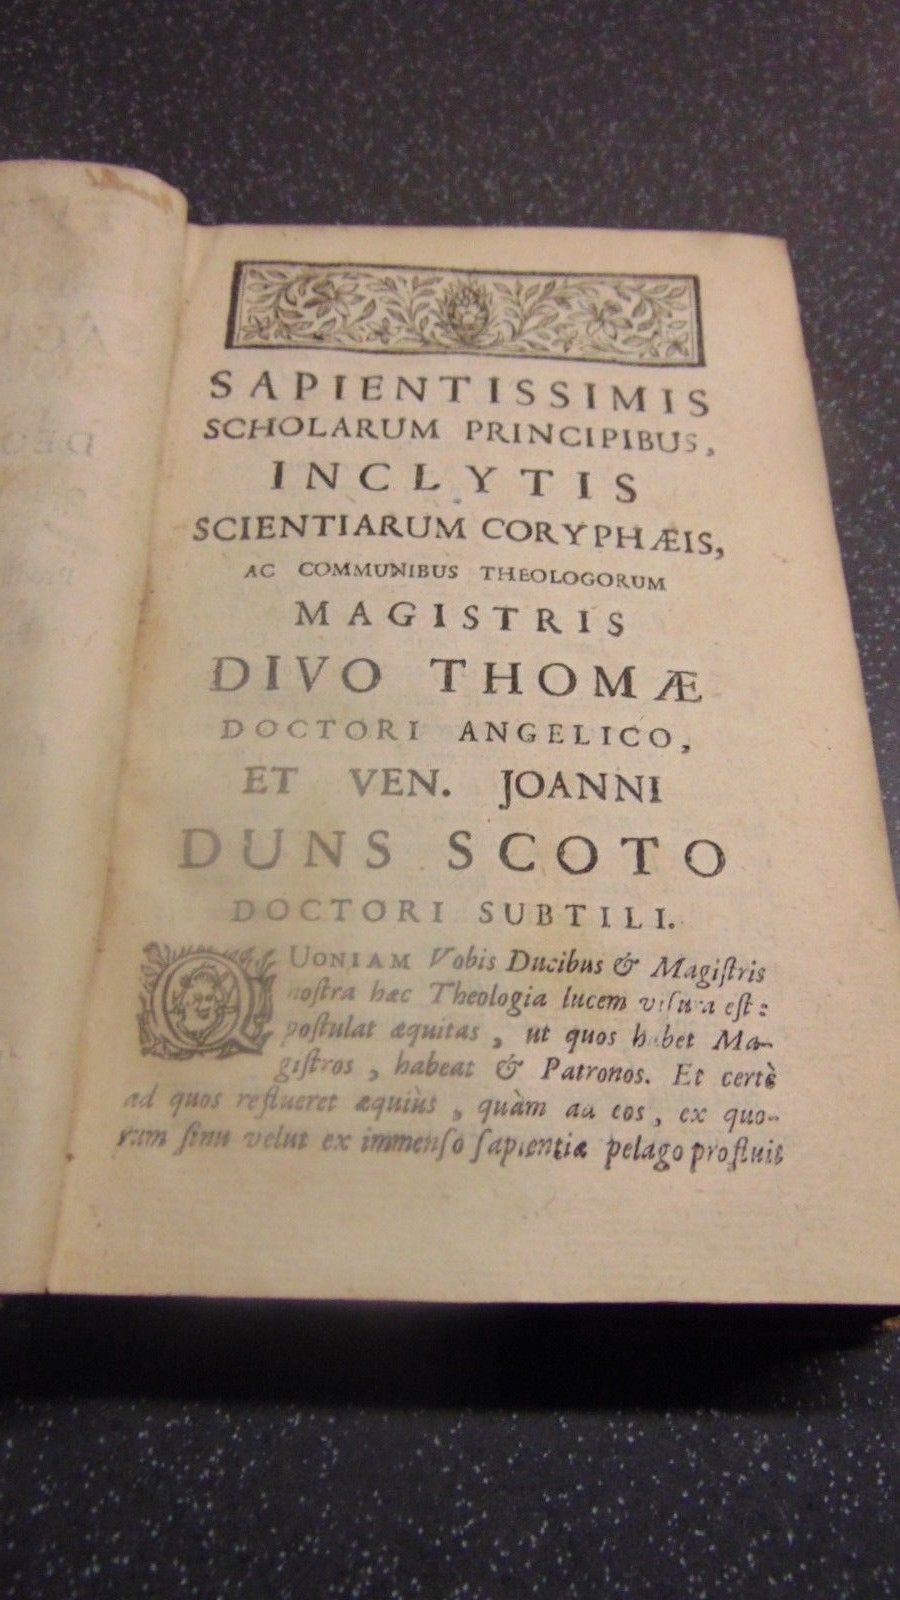 SAPIENTISSIMIS
SCHOLARUM PRINCIPIBUS,
INCLYTIS
SCIENTIARUM CORYPHÆIS,
AC COMMUNIBUS THEOLOGORUM
MAGISTRIS
DIVO THOMÆ
DOCTORI ANGELICO,
ET VEN. JOANNI
DUNS SCOTO
DOCTORI SUBTILI.
QUONIAM Vobis Ducibus & Magiſtris
noſtra hæc Theologia lucem viſura eſt:
poſtulat æquitas, ut quos habet Ma-
giſtros, habeat & Patronos. Et certè
ad quos reflueret æquiùs, quàm ad eos, ex quo-
rum ſinu velut ex immenſo ſapientiæ pelago profluit